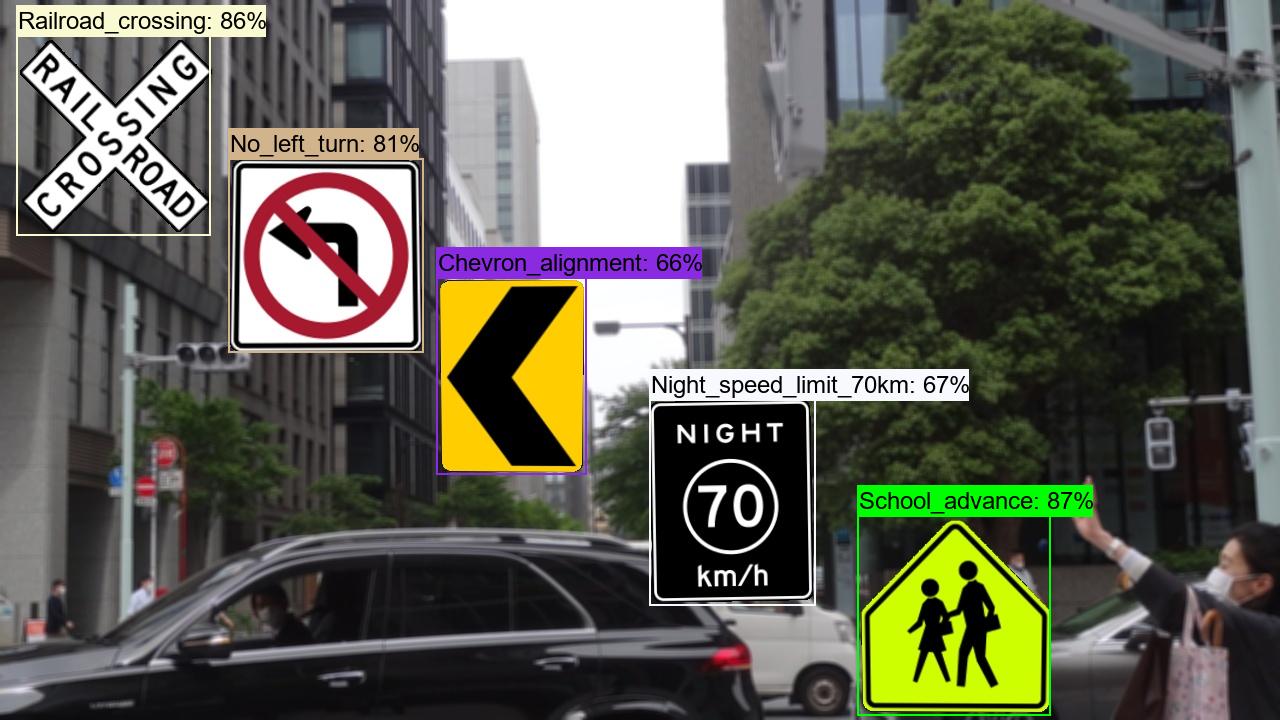 Railroad_crossing: 86%
RAIL ROAD
CROSSING
No_left_turn: 81%
Chevron_alignment: 66%
Night_speed_limit_70km: 67%
NIGHT
70
km/h
School_advance: 87%